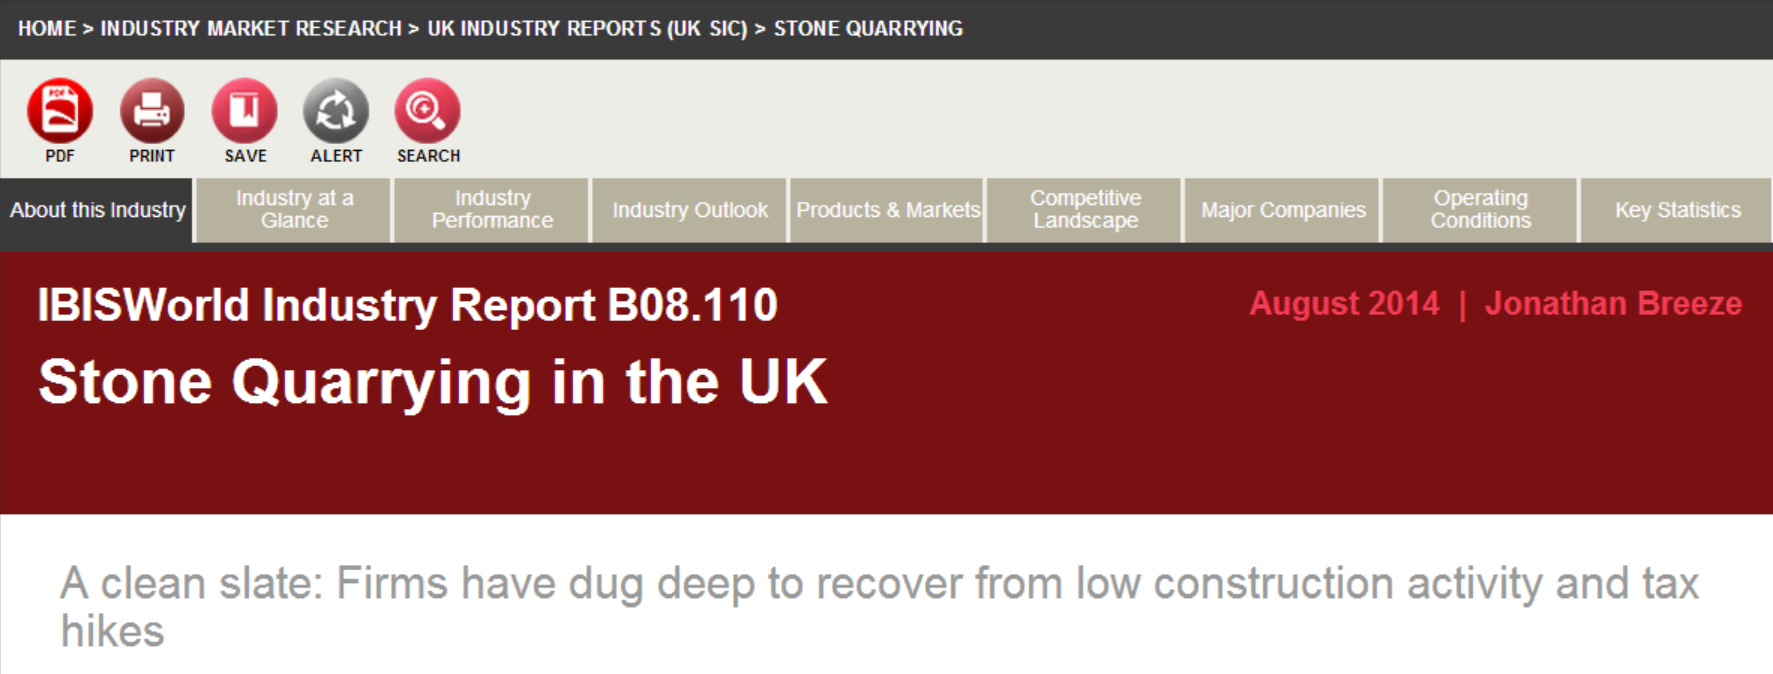 HOME > INDUSTRY MARKET RESEARCH > UK INDUSTRY REPORTS (UK SIC) > STONE QUARRYING
PDF
PRINT
SAVE
ALERT
SEARCH
About this Industry
Industry at a
Glance
Industry
Performance
Industry Outlook
Products & Markets
Competitive
Landscape
Major Companies
Operating
Conditions
Key Statistics
IBISWorld Industry Report B08.110
August 2014 | Jonathan Breeze
Stone Quarrying in the UK
A clean slate: Firms have dug deep to recover from low construction activity and tax
hikes